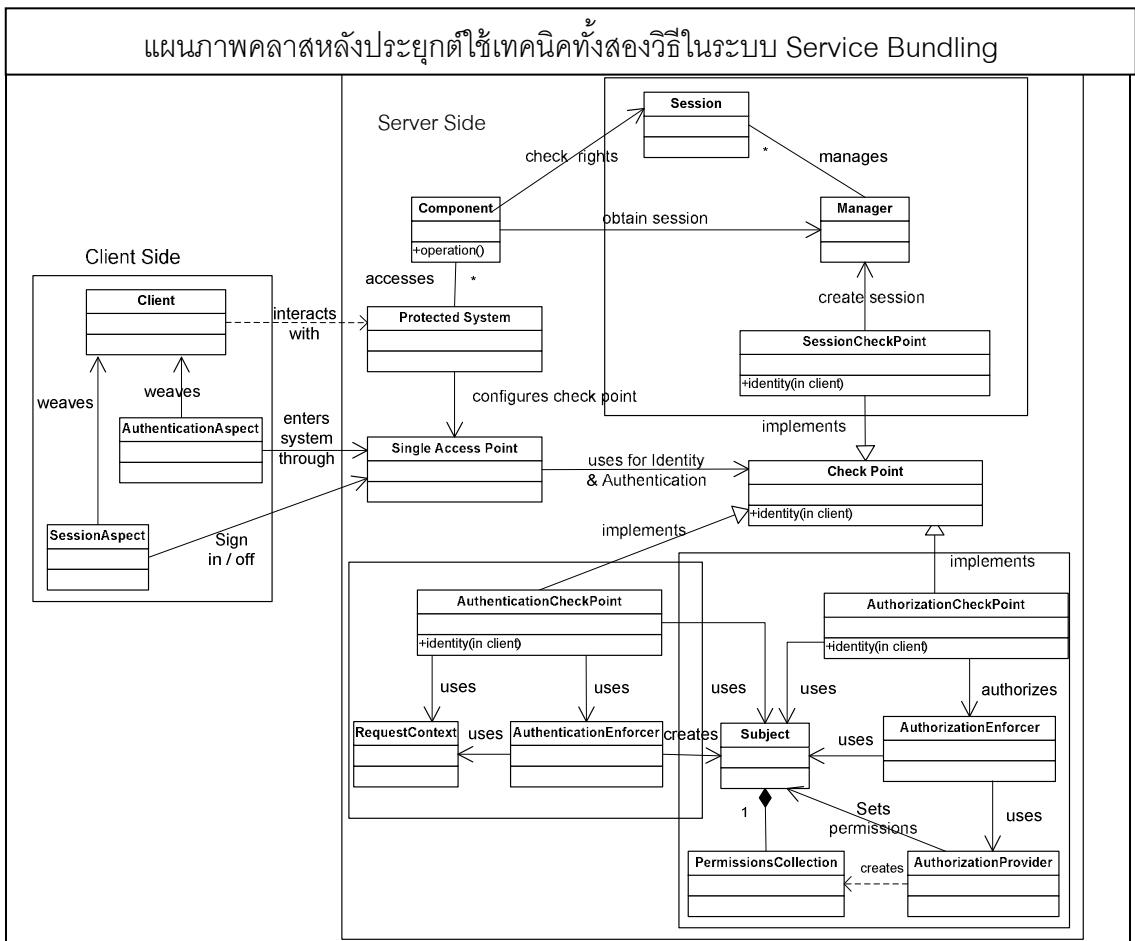 แผนภาพคลาสหลังประยุกต์ใช้เทคนิคทั้งสองวิธีในระบบ Service Bundling
Server Side
Session
check rights
*
manages
Component
+operation()
obtain session
Manager
accesses
*
create session
Client Side
Client
interacts
with
Protected System
SessionCheckPoint
+identity(in client)
weaves
weaves
configures check point
implements
AuthenticationAspect
enters
system
through
Single Access Point
uses for Identity
& Authentication
Check Point
+identity(in client)
SessionAspect
Sign
in / off
implements
implements
AuthenticationCheckPoint
+identity(in client)
AuthorizationCheckPoint
+identity(in client)
uses
uses
uses
uses
authorizes
RequestContext
uses
AuthenticationEnforcer
creates
Subject
uses
AuthorizationEnforcer
1
Sets
permissions
uses
PermissionsCollection
creates
AuthorizationProvider